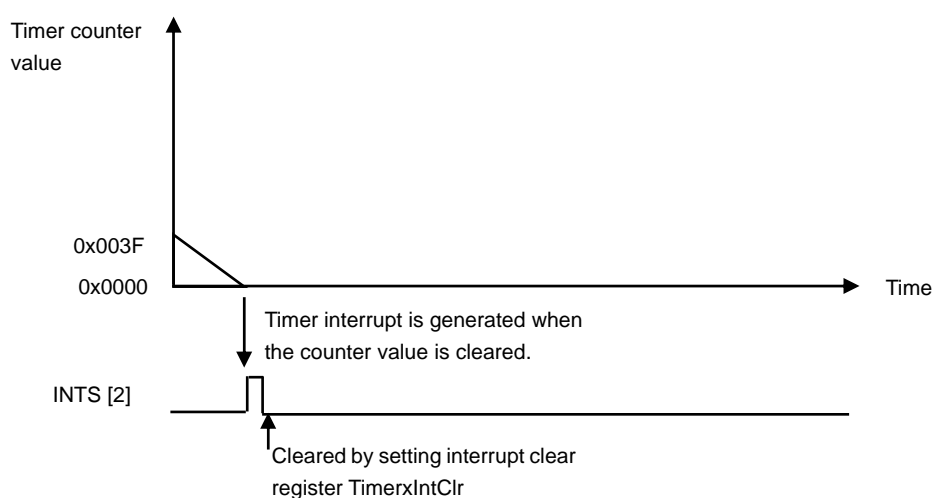 Timer counter
value
0x003F
0x0000
Time
Timer interrupt is generated when
the counter value is cleared.
INTS [2]
Cleared by setting interrupt clear
register TimerxIntClr